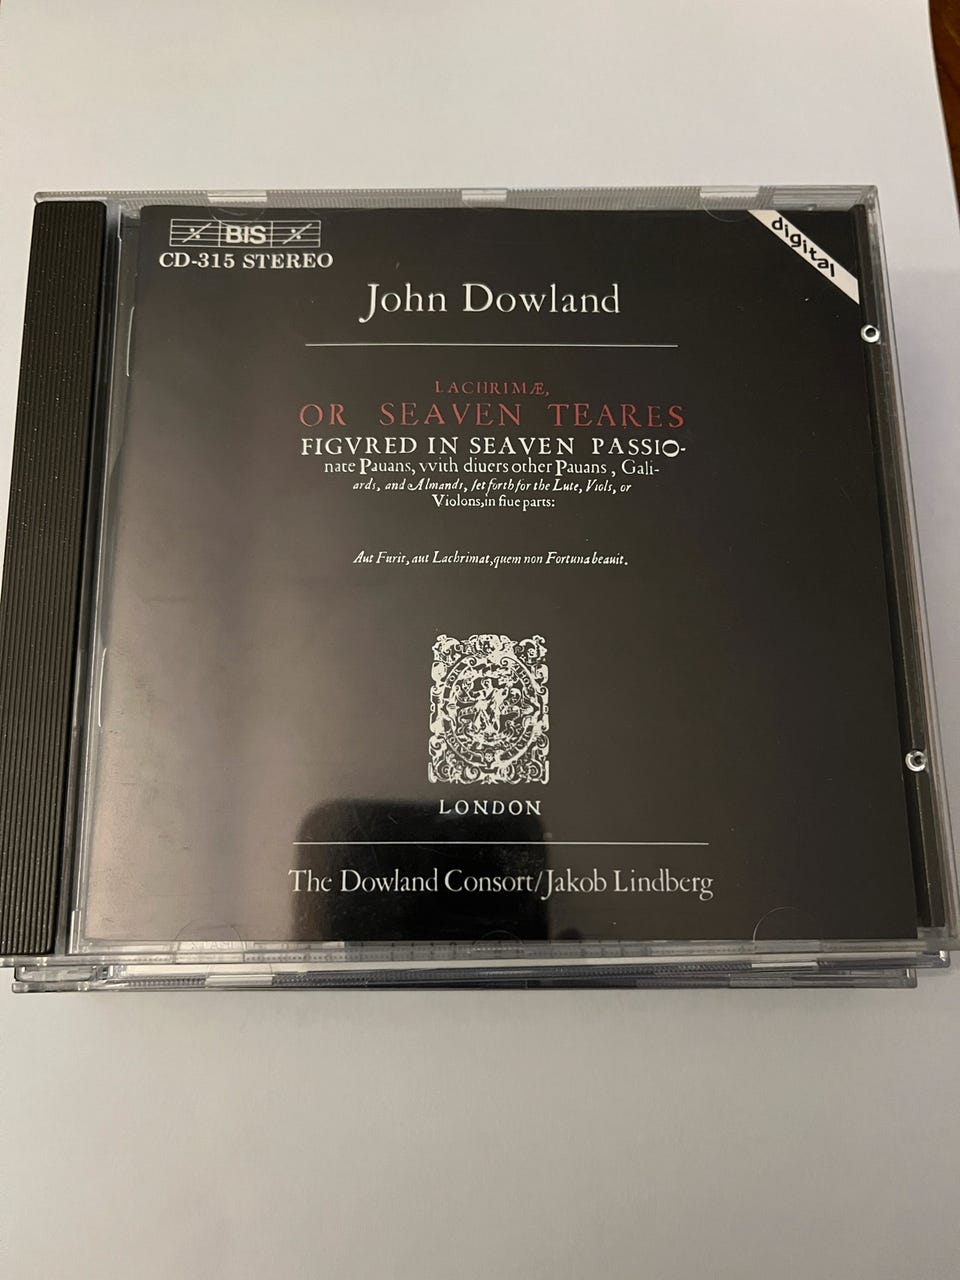 BIS
CD-315 STEREO
digital
John Dowland
LACHRIMÆ,
OR SEAVEN TEARES
FIGVRED IN SEAVEN PASSIO-
nate Pauans, vvith diuers other Pauans, Gali-
ards, and Almands, ſet forth for the Lute, Viols, or
Violons, in fiue parts:
Aut Furit, aut Lachrimat, quem non Fortuna beauit.
LONDON
The Dowland Consort/Jakob Lindberg